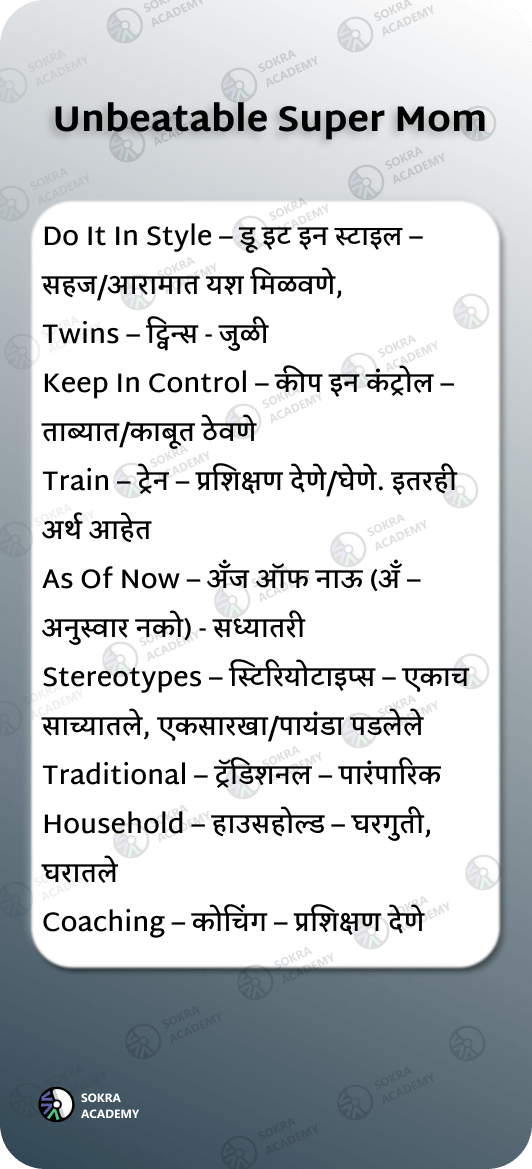 Unbeatable Super Mom
Do It In Style – डू इट इन स्टाइल –
सहज/आरामात यश मिळवणे,
Twins – ट्विन्स - जुळी
Keep In Control – कीप इन कंट्रोल –
ताब्यात/काबूत ठेवणे
Train – ट्रेन – प्रशिक्षण देणे/घेणे. इतरही
अर्थ आहेत
As Of Now – अँज ऑफ नाऊ (अँ –
अनुस्वार नको) - सध्यातरी
Stereotypes – स्टिरियोटाइप्स – एकाच
साच्यातले, एकसारखा/पायंडा पडलेले
Traditional – ट्रॅडिशनल – पारंपारिक
Household – हाउसहोल्ड – घरगुती,
घरातले
Coaching – कोचिंग – प्रशिक्षण देणे
SOKRA
ACADEMY